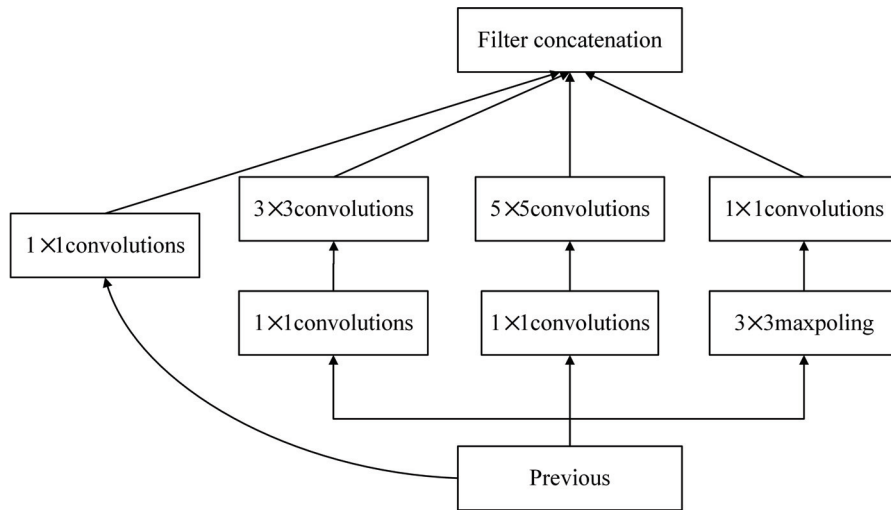 Filter concatenation
3×3convolutions
5×5convolutions
1×1convolutions
1×1convolutions
1×1convolutions
1×1convolutions
3×3maxpoling
Previous